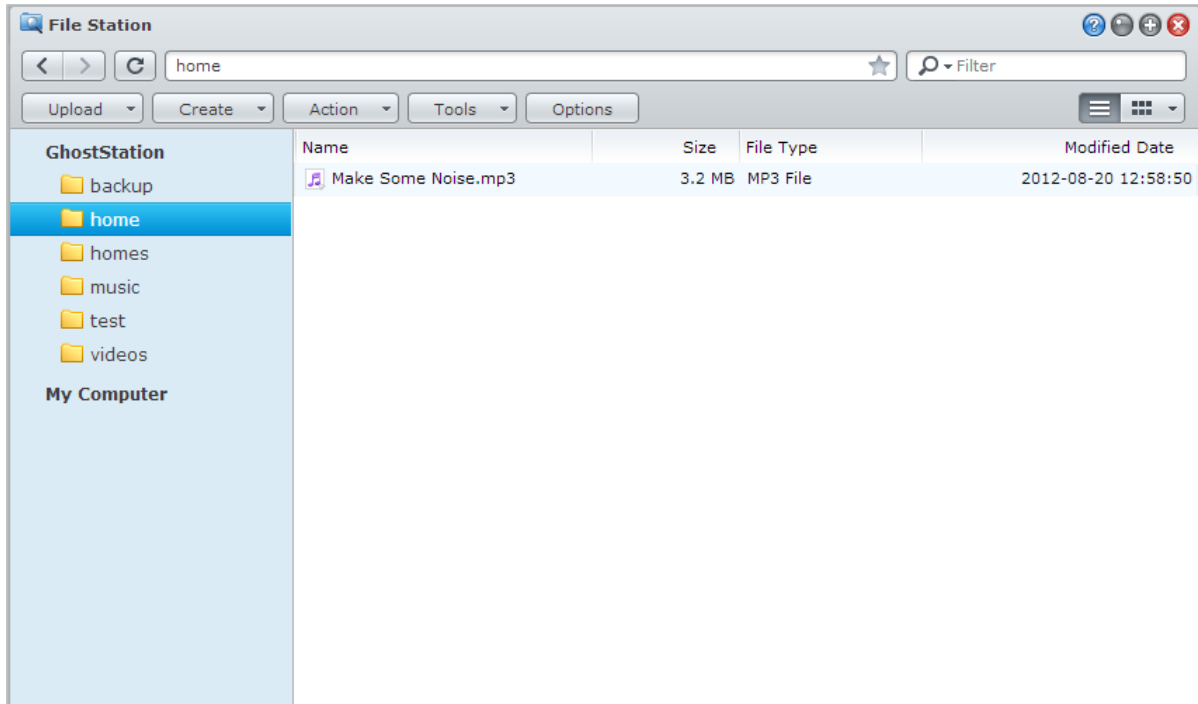 File Station
home
Filter
Upload Create Action Tools Options
GhostStation
backup
home
homes
music
test
videos
My Computer
Name Size File Type Modified Date
Make Some Noise.mp3 3.2 MB MP3 File 2012-08-20 12:58:50